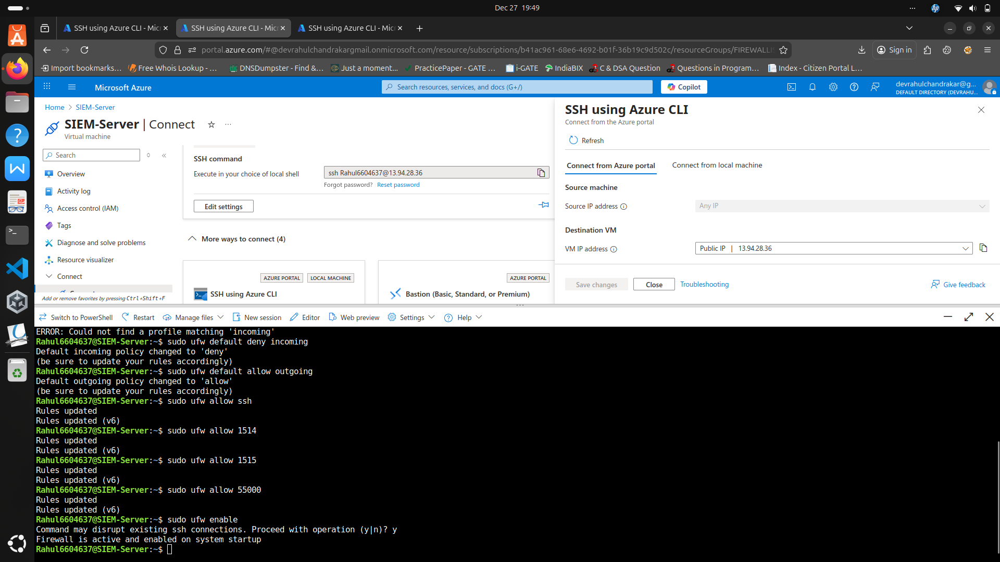 Dec 27 19:49
SSH using Azure CLI - Mic
SSH using Azure CLI - Mic
SSH using Azure CLI - Mic
portal.azure.com/#@devrahulchandrakargmail.onmicrosoft.com/resource/subscriptions/b41ac961-68e6-4692-b01f-36b19c9d502c/resourceGroups/FIREWALLIS
Sign in
Import bookmarks...
Free Whois Lookup - ...
DNSDumpster - Find &...
Just a moment...
PracticePaper - GATE ...
i-GATE
IndiaBIX
C & DSA Question
Questions in Program...
Index - Citizen Portal L...
Microsoft Azure
Search resources, services, and docs (G+/)
Copilot
devrahulchandrakar@g...
DEFAULT DIRECTORY (DEVRAHU...
Home > SIEM-Server
SIEM-Server | Connect
Virtual machine
Search
Overview
Activity log
Access control (IAM)
Tags
Diagnose and solve problems
Resource visualizer
Connect
Add or remove favorites by pressing Ctrl+Shift+F
SSH command
Execute in your choice of local shell
ssh Rahul6604637@13.94.28.36
Forgot password? Reset password
Edit settings
More ways to connect (4)
AZURE PORTAL
LOCAL MACHINE
SSH using Azure CLI
AZURE PORTAL
Bastion (Basic, Standard, or Premium)
SSH using Azure CLI
Connect from the Azure portal
Refresh
Connect from Azure portal
Connect from local machine
Source machine
Source IP address
Any IP
Destination VM
VM IP address
Public IP | 13.94.28.36
Save changes
Close
Troubleshooting
Give feedback
Switch to PowerShell
Restart
Manage files
New session
Editor
Web preview
Settings
Help
ERROR: Could not find a profile matching 'incoming'
Rahul6604637@SIEM-Server:~$ sudo ufw default deny incoming
Default incoming policy changed to 'deny'
(be sure to update your rules accordingly)
Rahul6604637@SIEM-Server:~$ sudo ufw default allow outgoing
Default outgoing policy changed to 'allow'
(be sure to update your rules accordingly)
Rahul6604637@SIEM-Server:~$ sudo ufw allow ssh
Rules updated
Rules updated (v6)
Rahul6604637@SIEM-Server:~$ sudo ufw allow 1514
Rules updated
Rules updated (v6)
Rahul6604637@SIEM-Server:~$ sudo ufw allow 1515
Rules updated
Rules updated (v6)
Rahul6604637@SIEM-Server:~$ sudo ufw allow 55000
Rules updated
Rules updated (v6)
Rahul6604637@SIEM-Server:~$ sudo ufw enable
Command may disrupt existing ssh connections. Proceed with operation (y|n)? y
Firewall is active and enabled on system startup
Rahul6604637@SIEM-Server:~$